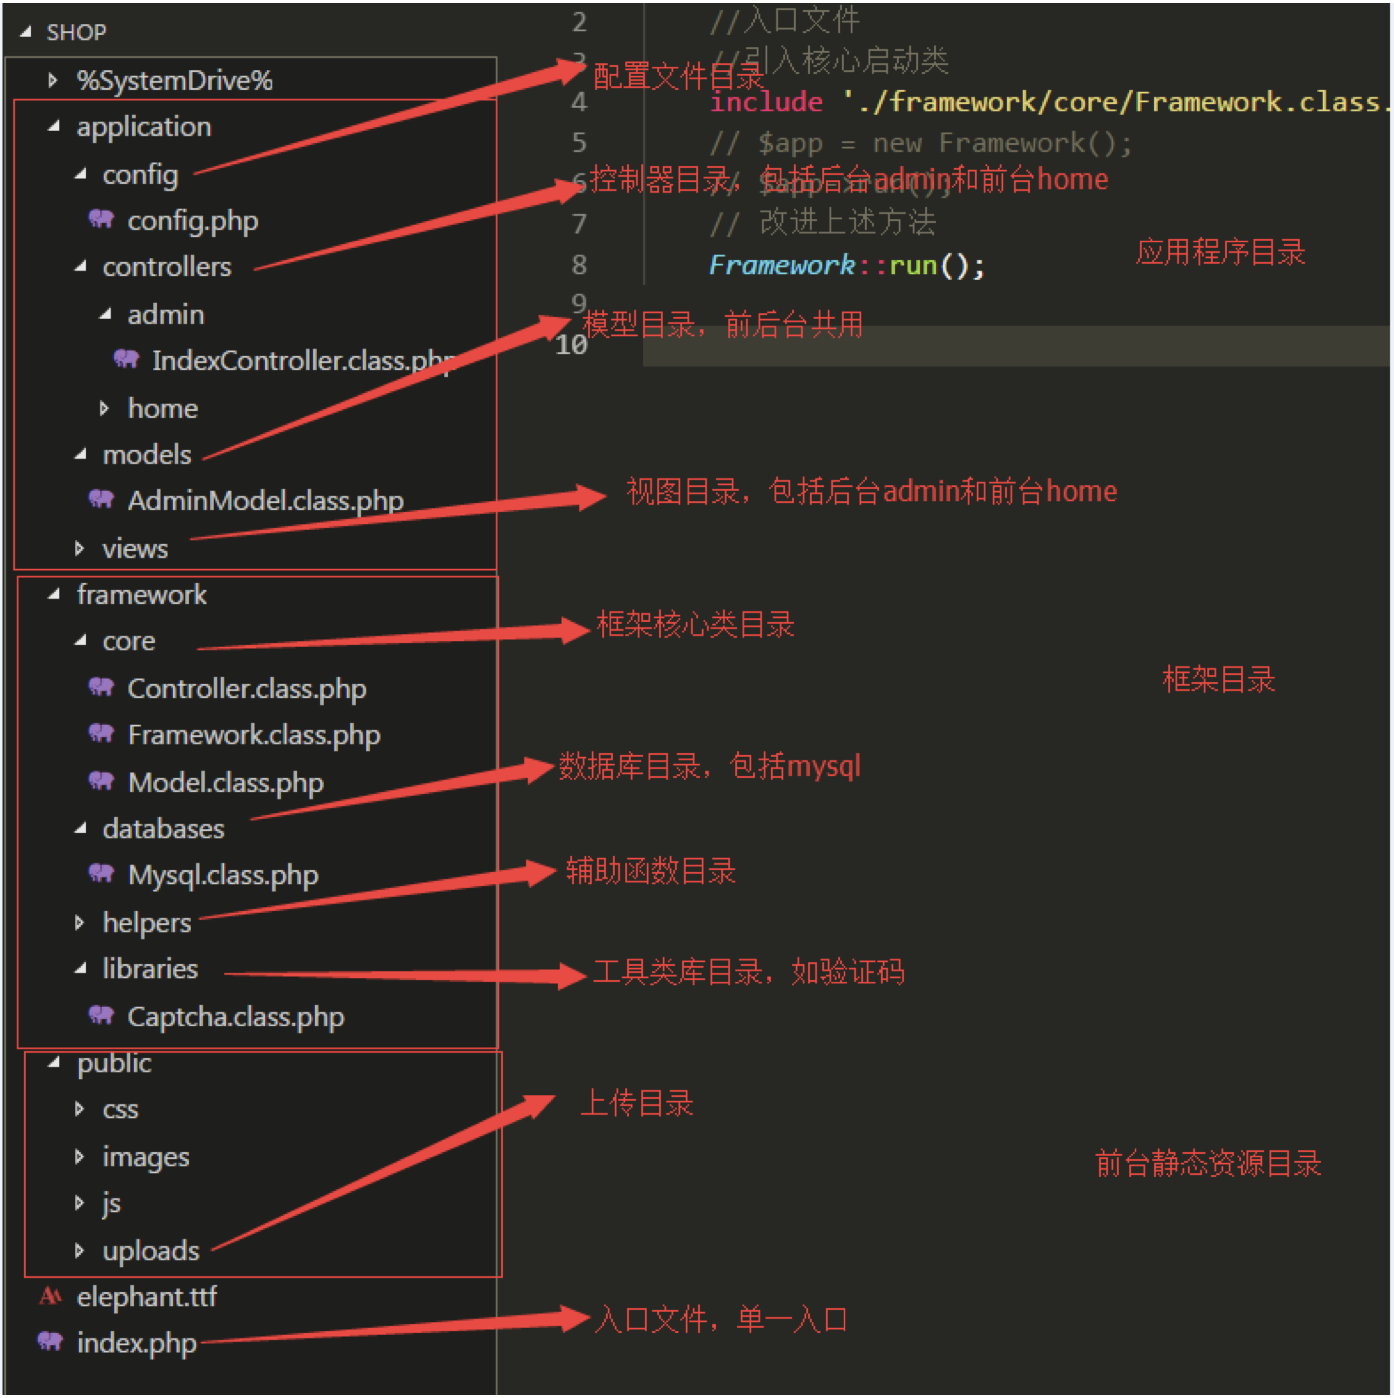 SHOP
%SystemDrive%
application
config
config.php
controllers
admin
IndexController.class.php
home
models
AdminModel.class.php
views
framework
core
Controller.class.php
Framework.class.php
Model.class.php
databases
Mysql.class.php
helpers
libraries
Captcha.class.php
public
css
images
js
uploads
elephant.ttf
index.php
2 //入口文件
3 //引入核心启动类
4 include './framework/core/Framework.class.
5 // $app = new Framework();
6 // $app->run();
7 // 改进上述方法
8 Framework::run();
9
10
配置文件目录
控制器目录，包括后台admin和前台home
应用程序目录
模型目录，前后台共用
视图目录，包括后台admin和前台home
框架核心类目录
框架目录
数据库目录，包括mysql
辅助函数目录
工具类库目录，如验证码
上传目录
前台静态资源目录
入口文件，单一入口